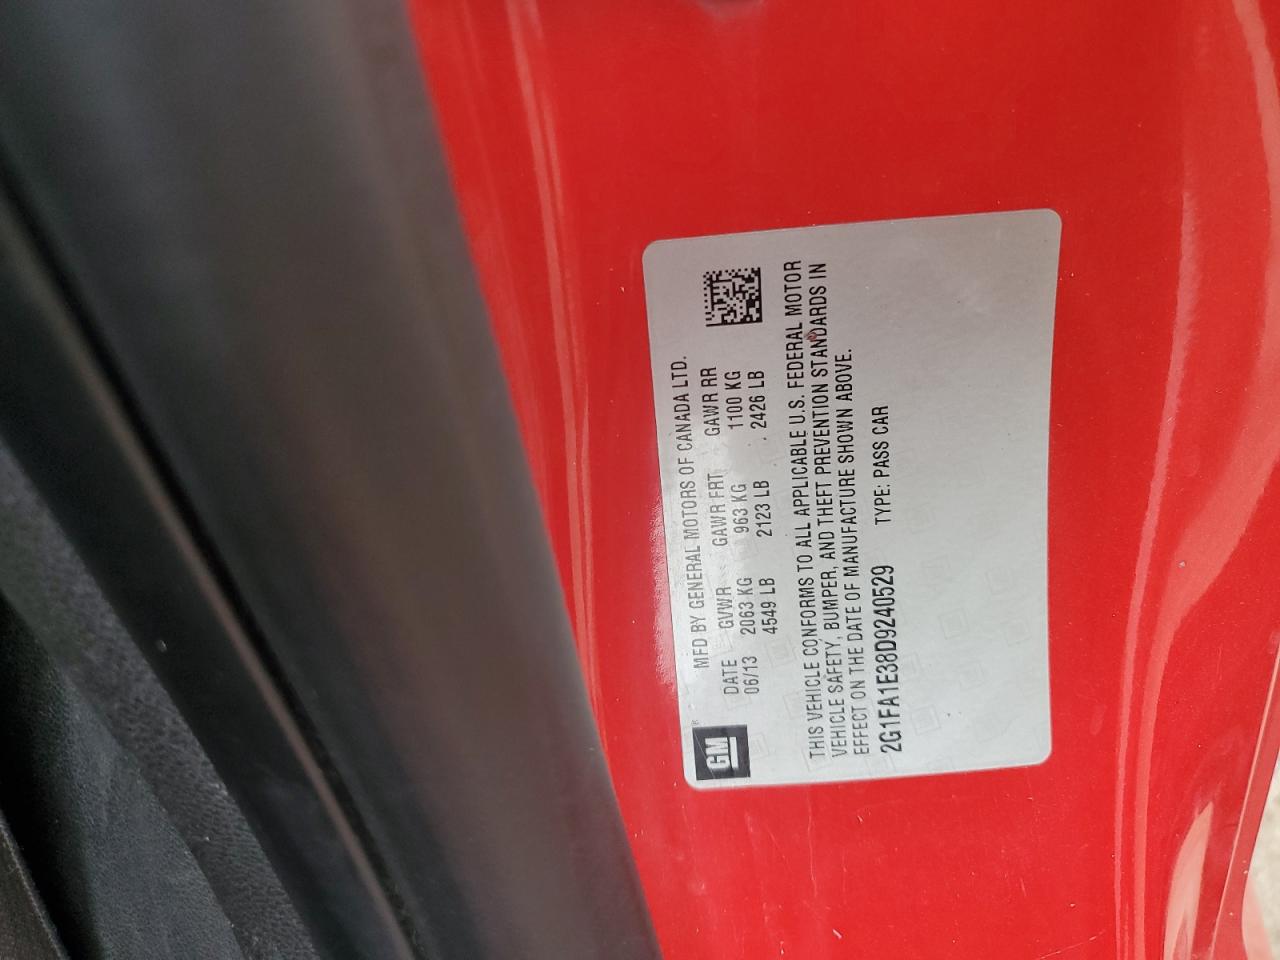 MFD BY GENERAL MOTORS OF CANADA LTD.
DATE GVWR GAWR FRT GAWR RR
06/13 2063 KG 963 KG 1100 KG
4549 LB 2123 LB 2426 LB
GM
®
THIS VEHICLE CONFORMS TO ALL APPLICABLE U.S. FEDERAL MOTOR
VEHICLE SAFETY, BUMPER, AND THEFT PREVENTION STANDARDS IN
EFFECT ON THE DATE OF MANUFACTURE SHOWN ABOVE.
2G1FA1E38D9240529 TYPE: PASS CAR